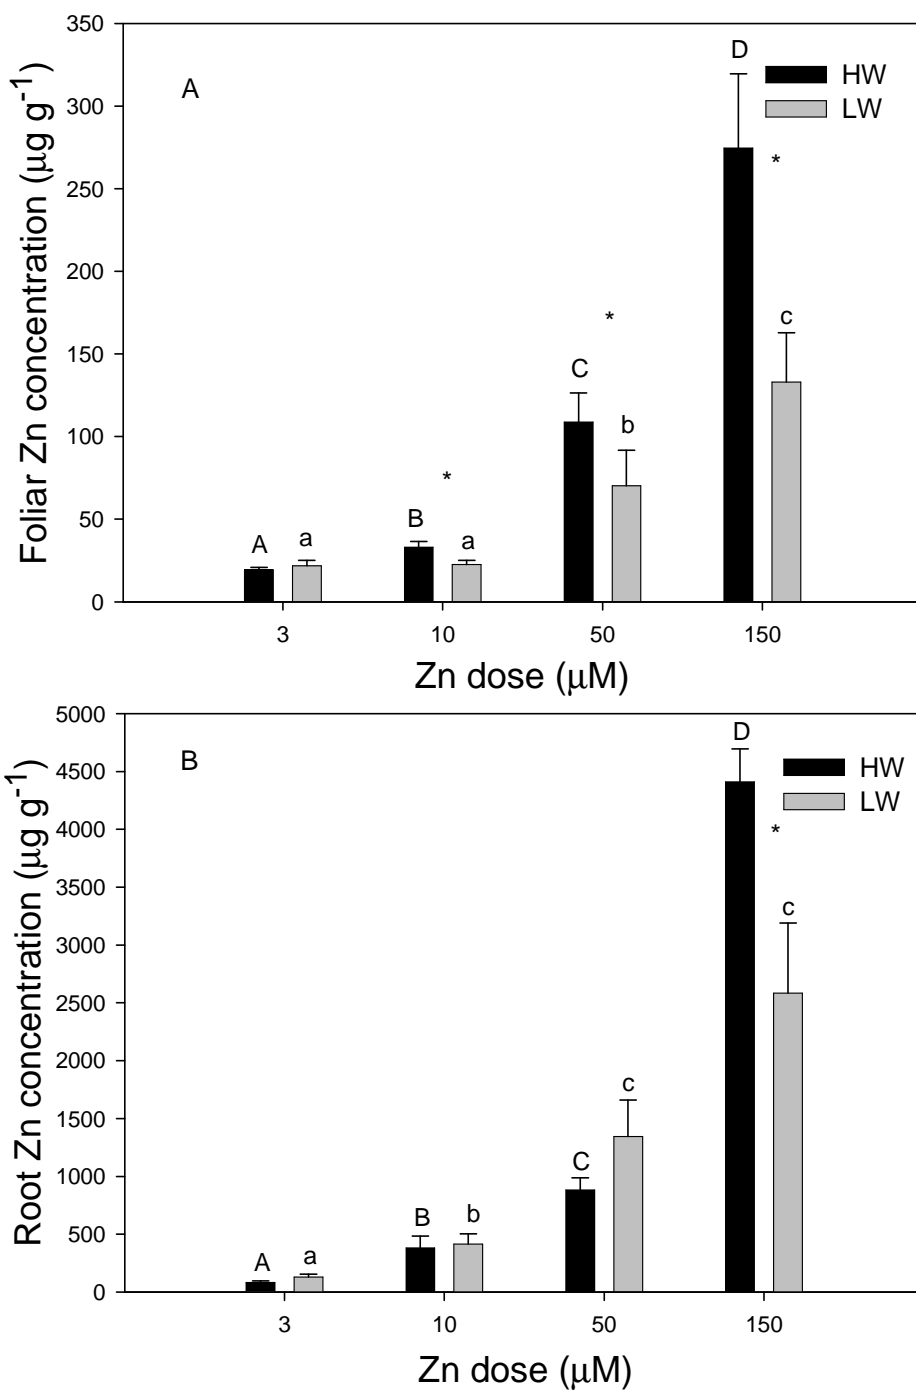 350
D
HW
A
LW
300
*
250
200
*
c
150
C
b
100
*
B
50
A
a
a
0
3
10
50
150
Foliar Zn concentration (μg g-1)
Zn dose (μM)
5000
D
B
HW
4500
LW
*
4000
3500
c
3000
2500
2000
c
1500
C
1000
B
b
500
A
a
0
3
10
50
150
Root Zn concentration (μg g-1)
Zn dose (μM)